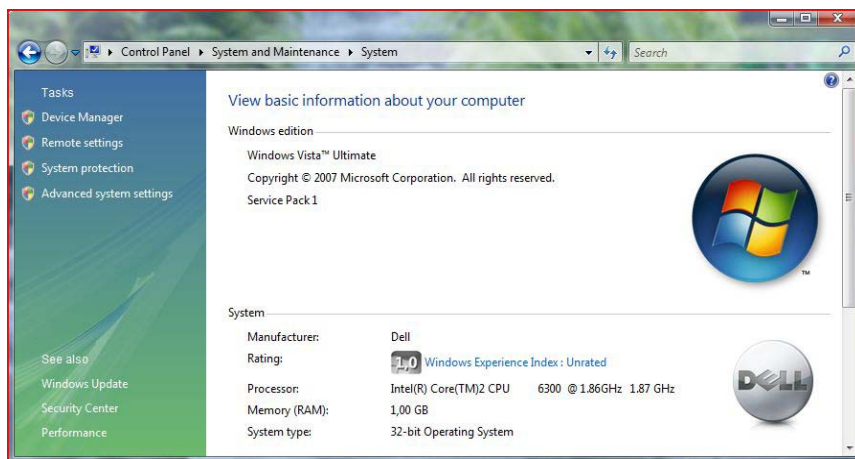 Control Panel ▸ System and Maintenance ▸ System
Search
Tasks
Device Manager
Remote settings
System protection
Advanced system settings
See also
Windows Update
Security Center
Performance
View basic information about your computer
Windows edition
Windows Vista™ Ultimate
Copyright © 2007 Microsoft Corporation. All rights reserved.
Service Pack 1
TM
System
Manufacturer: Dell
Rating: 1,0 Windows Experience Index : Unrated
Processor: Intel(R) Core(TM)2 CPU 6300 @ 1.86GHz 1.87 GHz
Memory (RAM): 1,00 GB
System type: 32-bit Operating System
DELL